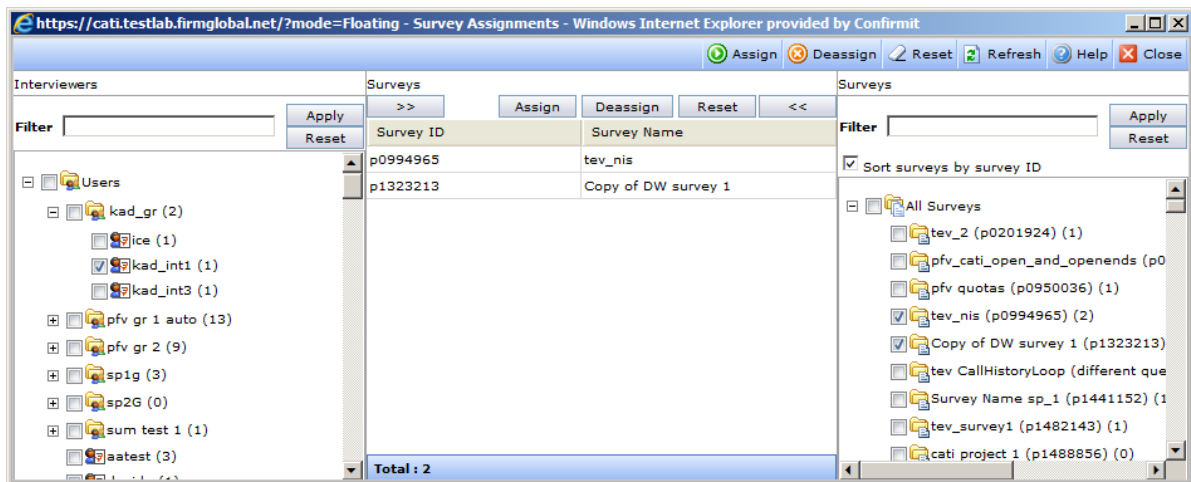 https://cati.testlab.firmglobal.net/?mode=Floating - Survey Assignments - Windows Internet Explorer provided by Confirmit
Assign Deassign Reset Refresh Help Close
Interviewers
Filter
Apply
Reset
Users
kad_gr (2)
ice (1)
kad_int1 (1)
kad_int3 (1)
pfv gr 1 auto (13)
pfv gr 2 (9)
sp1g (3)
sp2G (0)
sum test 1 (1)
aatest (3)
Surveys
>> Assign Deassign Reset <<
Survey ID Survey Name
p0994965 tev_nis
p1323213 Copy of DW survey 1
Total : 2
Surveys
Filter
Apply
Reset
Sort surveys by survey ID
All Surveys
tev_2 (p0201924) (1)
pfv_cati_open_and_openends (p0
pfv quotas (p0950036) (1)
tev_nis (p0994965) (2)
Copy of DW survey 1 (p1323213)
tev CallHistoryLoop (different que
Survey Name sp_1 (p1441152) (1
tev_survey1 (p1482143) (1)
cati project 1 (p1488856) (0)